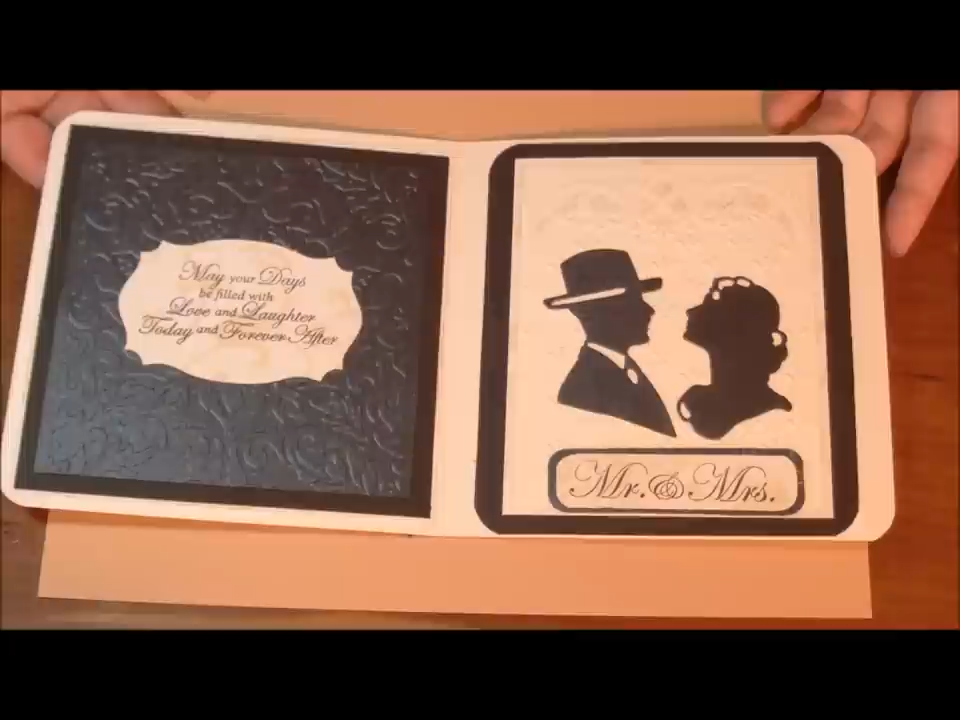 May your Days
be filled with
Love and Laughter
Today and Forever After
Mr. & Mrs.